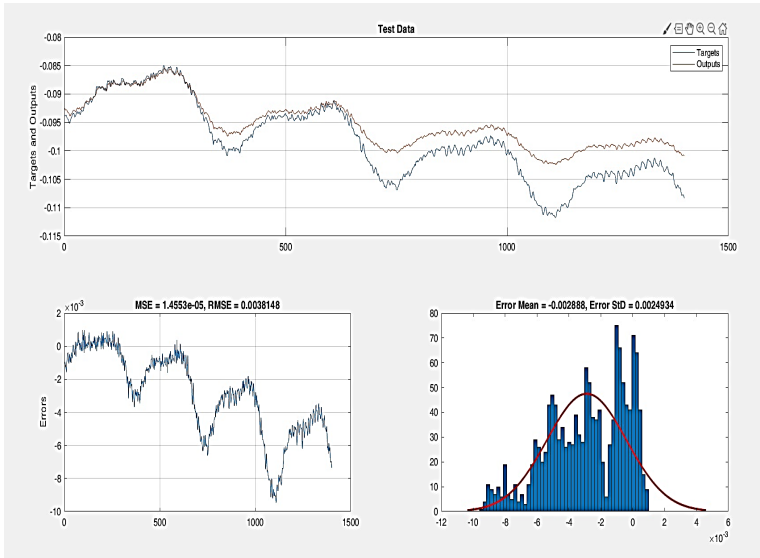 Test Data
-0.08
-0.085
-0.09
-0.095
-0.1
-0.105
-0.11
-0.115
Targets and Outputs
Targets
Outputs
0 500 1000 1500
MSE = 1.4553e-05, RMSE = 0.0038148
×10⁻³
2
0
-2
-4
-6
-8
-10
Errors
0 500 1000 1500
Error Mean = -0.002888, Error StD = 0.0024934
80
70
60
50
40
30
20
10
0
-12 -10 -8 -6 -4 -2 0 2 4 6
×10⁻³